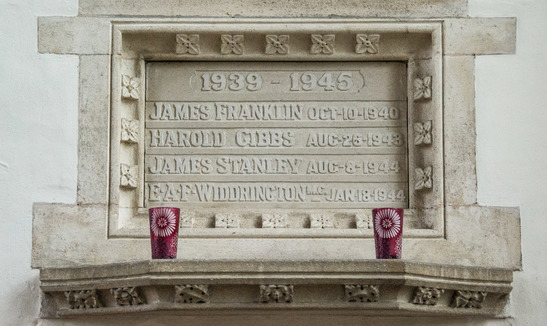 (1939 - 1945)
JAMES FRANKLIN OCT·10·1940
HAROLD GIBBS AUG·25·1943
JAMES STANLEY AUG·8·1944
F·A·F·WIDDRINGTON M.C. JAN·18·1944